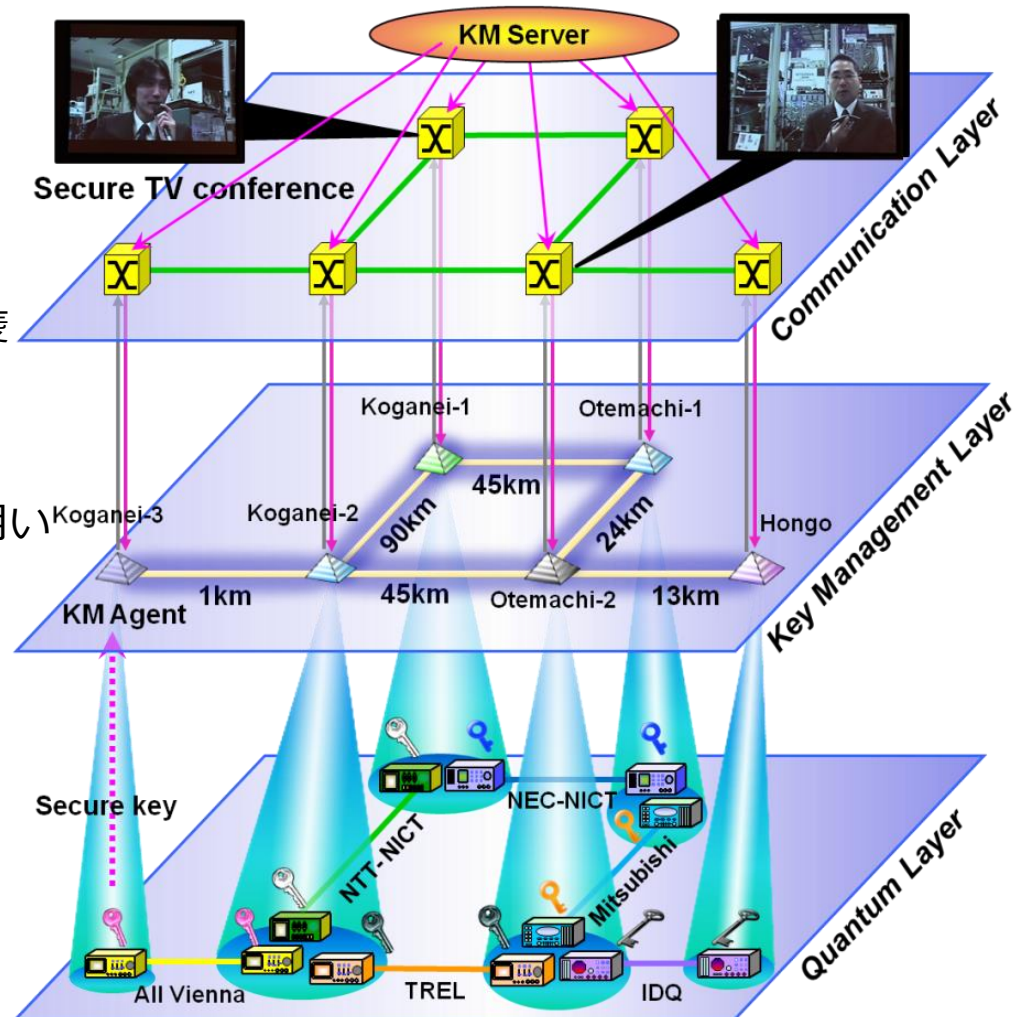 KM Server
Secure TV conference
Communication Layer
Koganei-1
Otemachi-1
45km
Key Management Layer
い
Koganei-3
Koganei-2
90km
24km
Hongo
1km
45km
Otemachi-2
13km
KM Agent
NEC-NICT
Secure key
NTT-NICT
Mitsubishi
Quantum Layer
All Vienna
TREL
IDQ